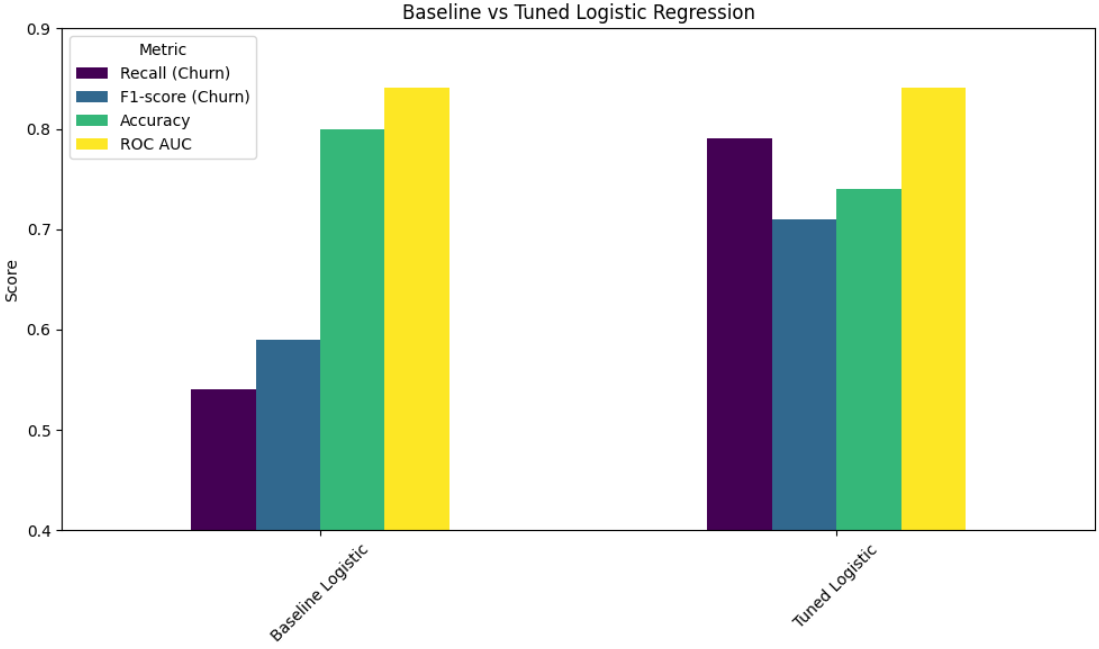 Baseline vs Tuned Logistic Regression
0.9
0.8
0.7
0.6
0.5
0.4
Score
Metric
Recall (Churn)
F1-score (Churn)
Accuracy
ROC AUC
Baseline Logistic
Tuned Logistic